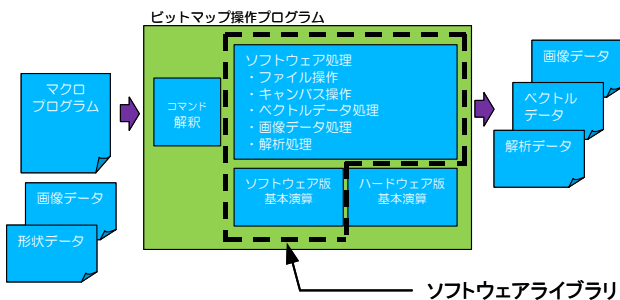 ビットマップ操作プログラム
マクロ
プログラム
画像データ
形状データ
コマンド
解釈
ソフトウェア処理
・ファイル操作
・キャンバス操作
・ベクトルデータ処理
・画像データ処理
・解析処理
ソフトウェア版
基本演算
ハードウェア版
基本演算
画像データ
ベクトル
データ
解析データ
ソフトウェアライブラリ